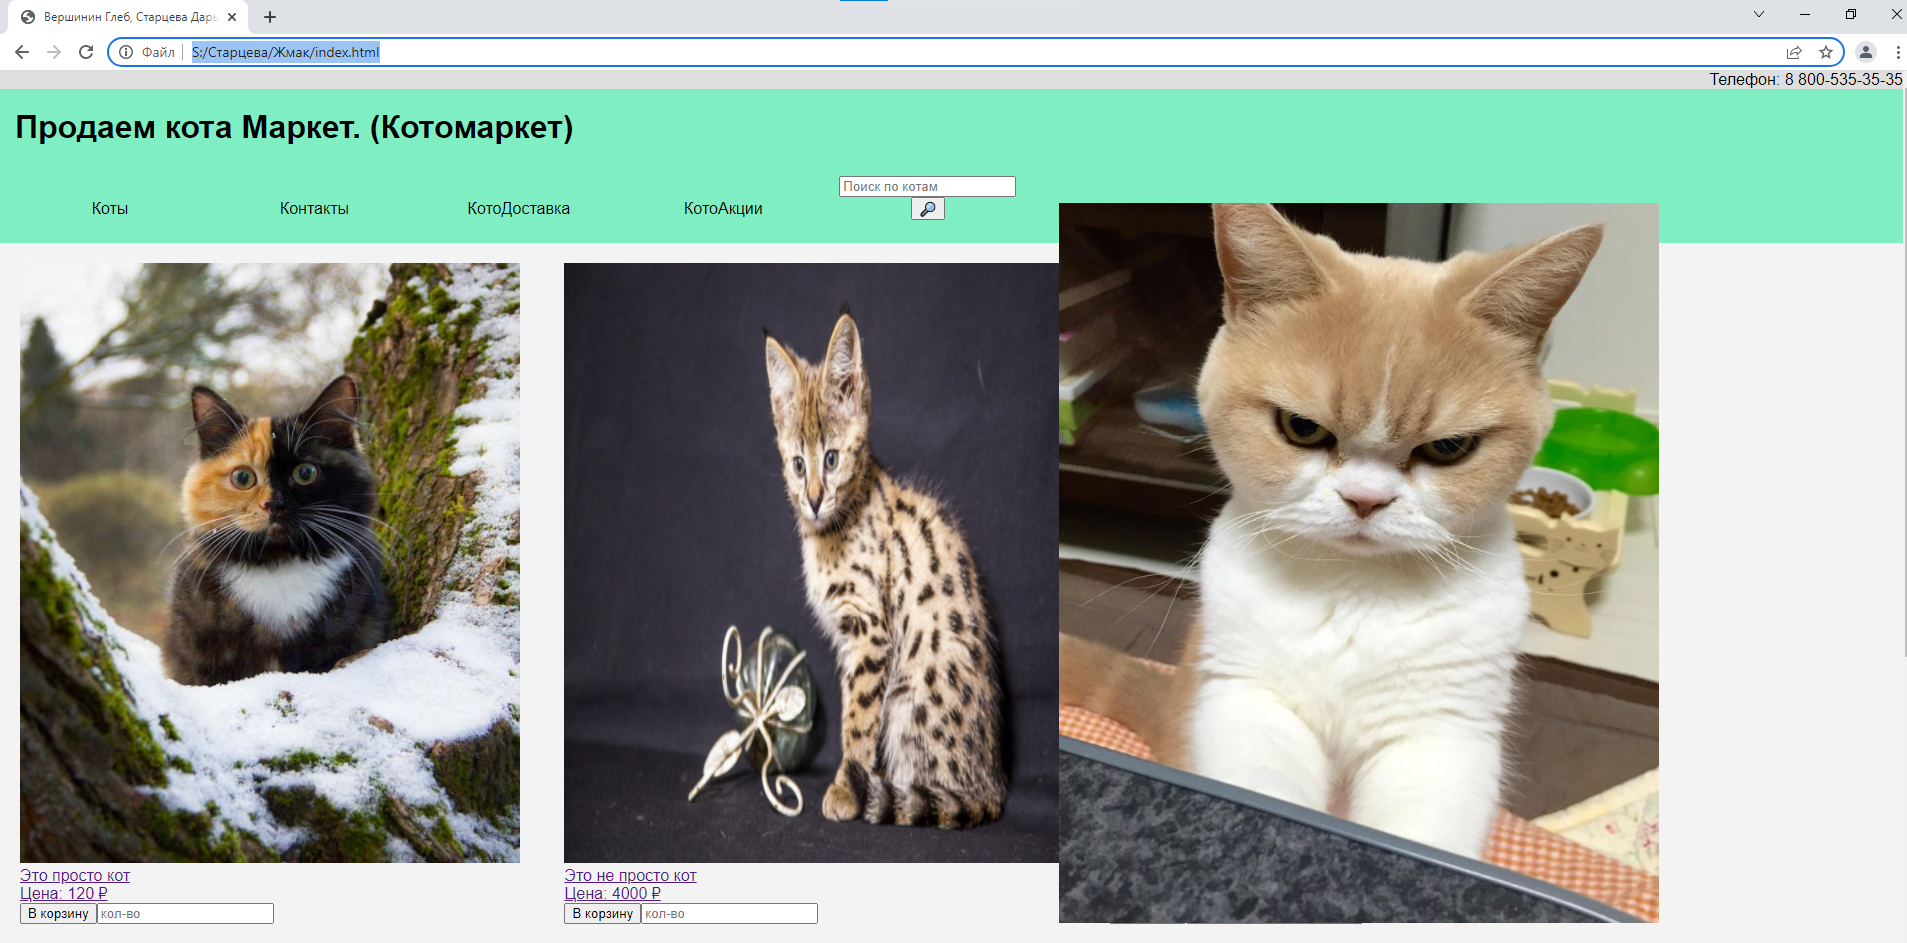 Вершинин Глеб, Старцева Дарь
Файл
S:/Старцева/Жмак/index.html
Телефон: 8 800-535-35-35
Продаем кота Маркет. (Котомаркет)
Поиск по котам
Коты Контакты КотоДоставка КотоАкции
Это просто кот
Цена: 120 ₽
В корзину кол-во
Это не просто кот
Цена: 4000 ₽
В корзину кол-во